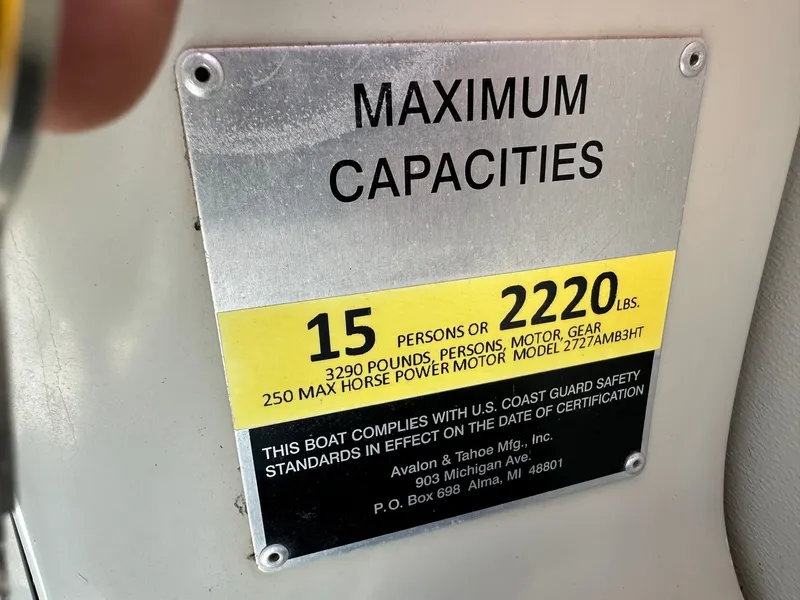 MAXIMUM
CAPACITIES
15 PERSONS OR 2220 LBS.
3290 POUNDS, PERSONS, MOTOR, GEAR
250 MAX HORSE POWER MOTOR MODEL 2727AMB3HT
THIS BOAT COMPLIES WITH U.S. COAST GUARD SAFETY
STANDARDS IN EFFECT ON THE DATE OF CERTIFICATION
Avalon & Tahoe Mfg., Inc.
903 Michigan Ave.
P.O. Box 698 Alma, MI 48801